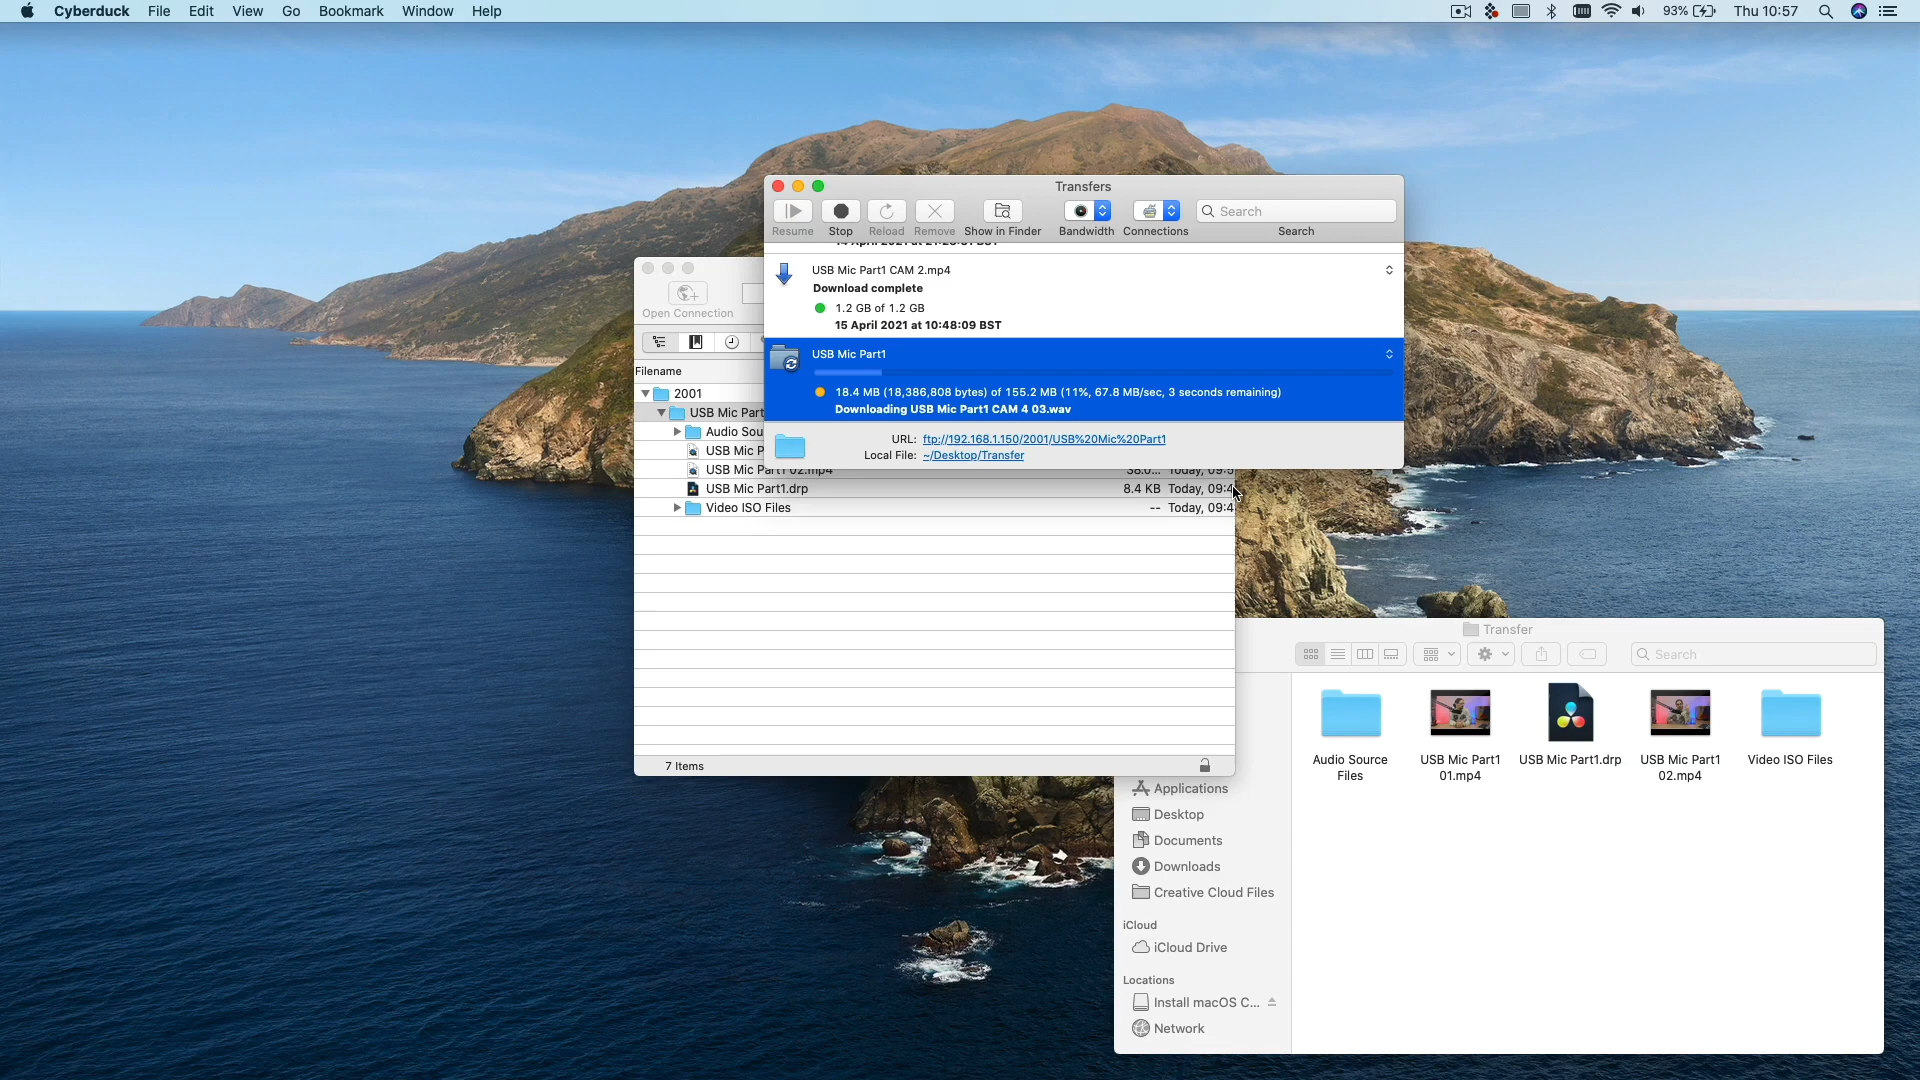 Cyberduck File Edit View Go Bookmark Window Help
93% Thu 10:57
Transfers
Search
Resume Stop Reload Remove Show in Finder Bandwidth Connections Search
USB Mic Part1 CAM 2.mp4
Download complete
1.2 GB of 1.2 GB
15 April 2021 at 10:48:09 BST
USB Mic Part1
18.4 MB (18,386,808 bytes) of 155.2 MB (11%, 67.8 MB/sec, 3 seconds remaining)
Downloading USB Mic Part1 CAM 4 03.wav
URL: ftp://192.168.1.150/2001/USB%20Mic%20Part1
Local File: ~/Desktop/Transfer
Open Connection
Filename
2001
USB Mic Part
Audio Sou
USB Mic P
USB Mic Part1 02.mp4
USB Mic Part1.drp 8.4 KB Today, 09:4
Video ISO Files -- Today, 09:4
7 Items
Transfer
Search
Audio Source Files
USB Mic Part1 01.mp4
USB Mic Part1.drp
USB Mic Part1 02.mp4
Video ISO Files
Applications
Desktop
Documents
Downloads
Creative Cloud Files
iCloud
iCloud Drive
Locations
Install macOS C...
Network